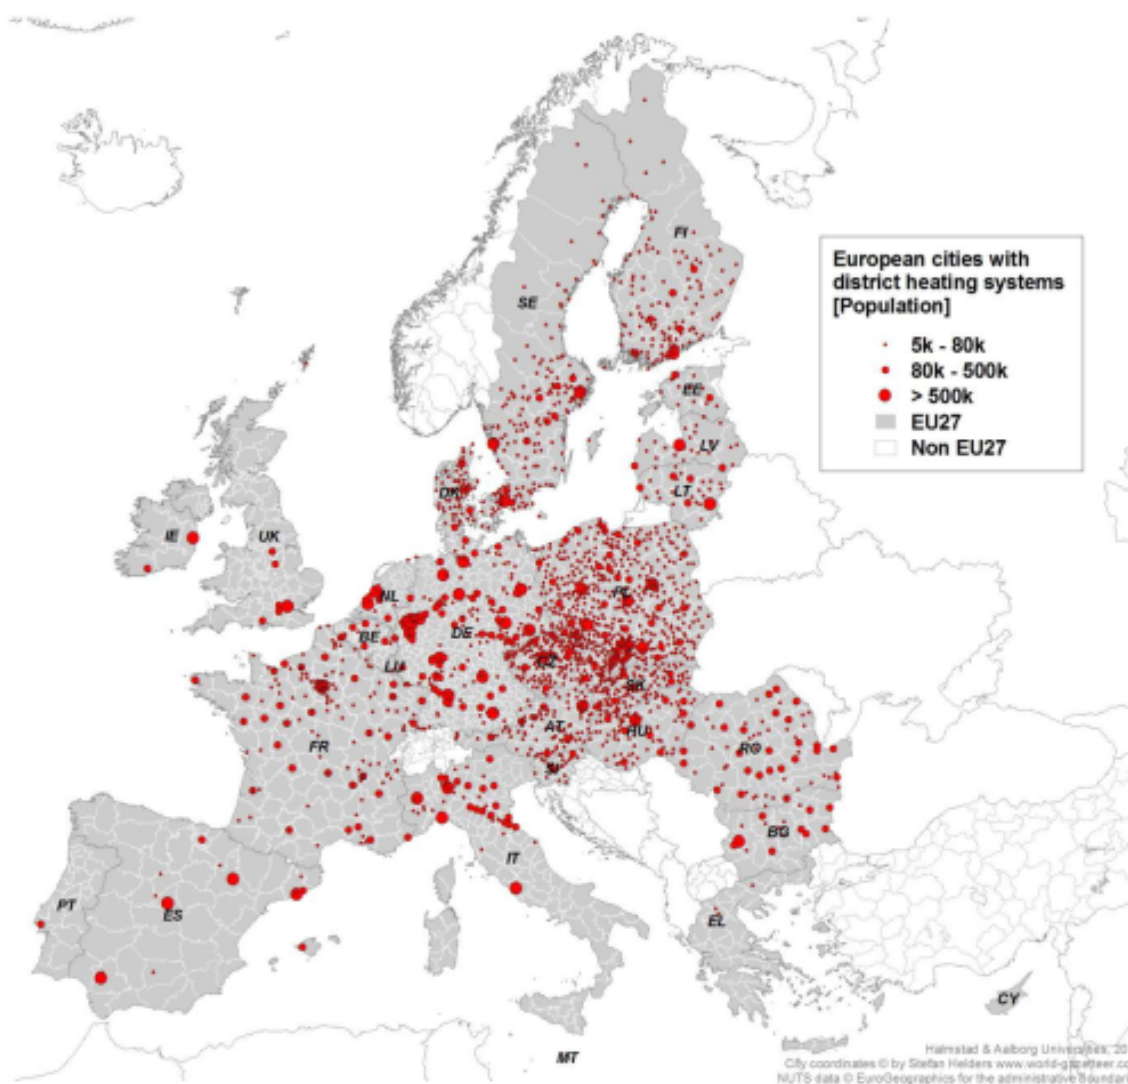 FI
SE
European cities with
district heating systems
[Population]
5k - 80k
80k - 500k
> 500k
EU27
Non EU27
EE
LV
LT
DK
IE
UK
NL
PL
BE
DE
LU
CZ
SK
AT
HU
FR
RO
SI
BG
IT
PT
ES
EL
CY
MT
Halmstad & Aalborg Universities, 20
City coordinates © by Stefan Helders www.world-gazetteer.co
NUTS data © EuroGeographics for the administrative boundari